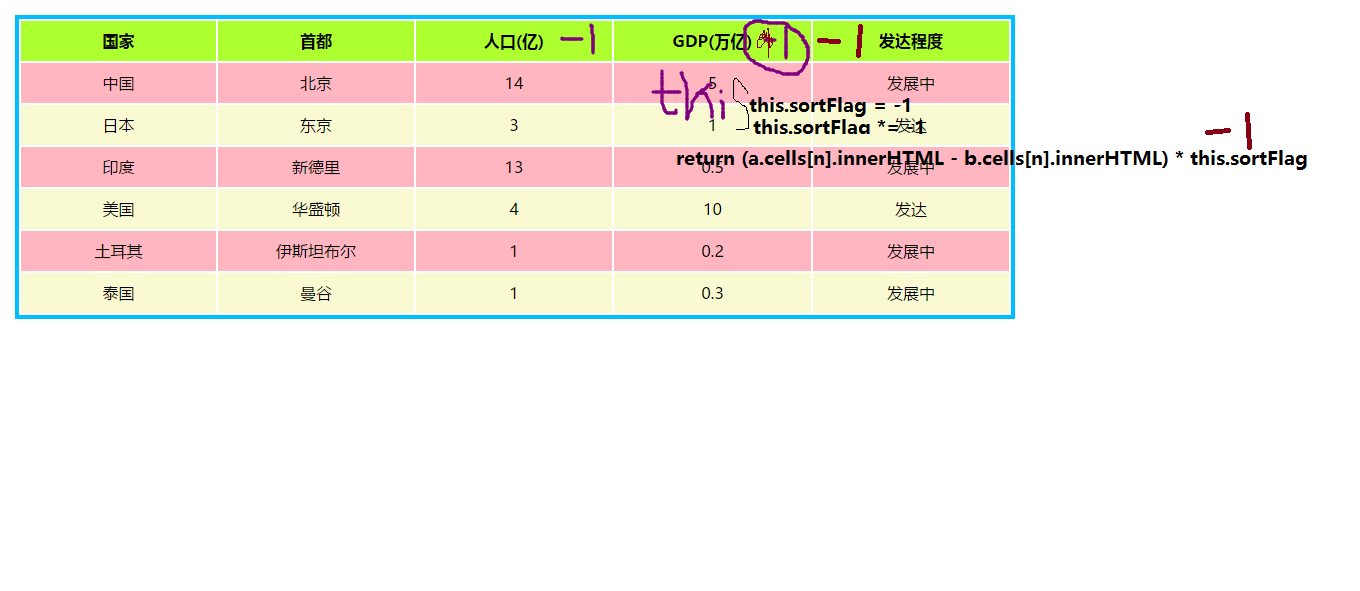 国家 首都 人口(亿) -1 GDP(万亿) -1 发达程度
中国 北京 14 5 发展中
thi
this.sortFlag = -1
日本 东京 3 1 发达
this.sortFlag *= -1
-1
return (a.cells[n].innerHTML - b.cells[n].innerHTML) * this.sortFlag
印度 新德里 13 0.5 发展中
美国 华盛顿 4 10 发达
土耳其 伊斯坦布尔 1 0.2 发展中
泰国 曼谷 1 0.3 发展中